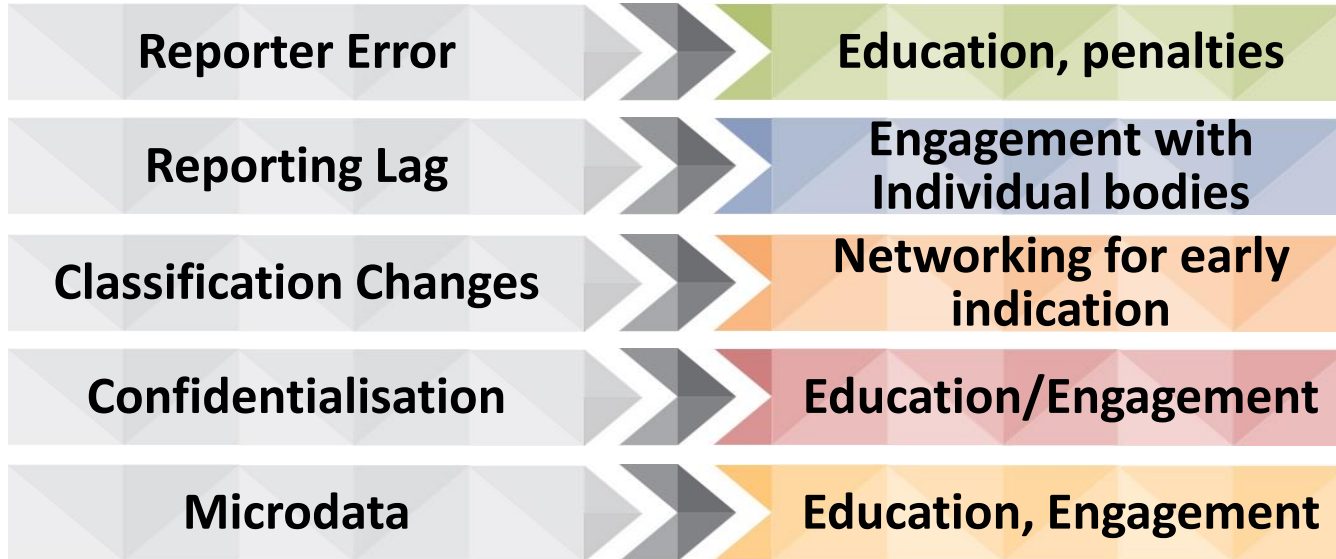 Reporter Error
Education, penalties
Reporting Lag
Engagement with
Individual bodies
Classification Changes
Networking for early
indication
Confidentialisation
Education/Engagement
Microdata
Education, Engagement